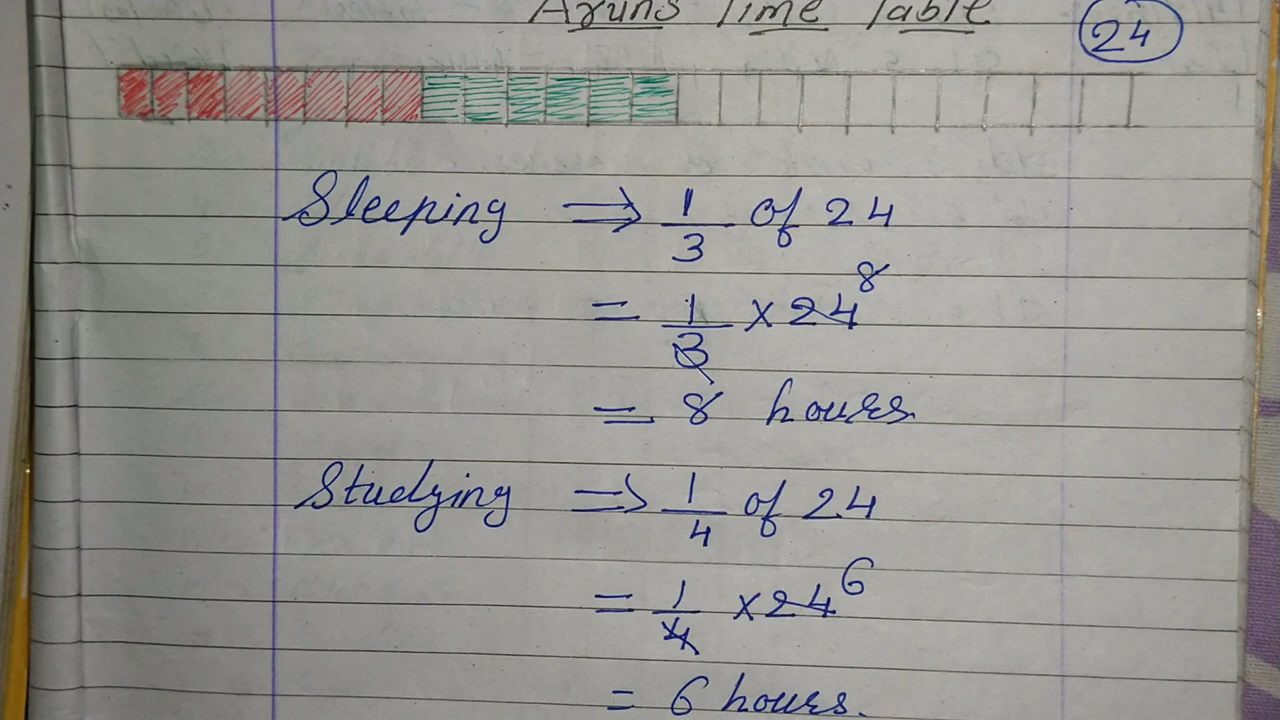 Arun's Time Table 24
Sleeping ⇒ 1/3 of 24
= 1/3 × 24 8
= 8 hours
Studying ⇒ 1/4 of 24
= 1/4 × 24 6
= 6 hours.